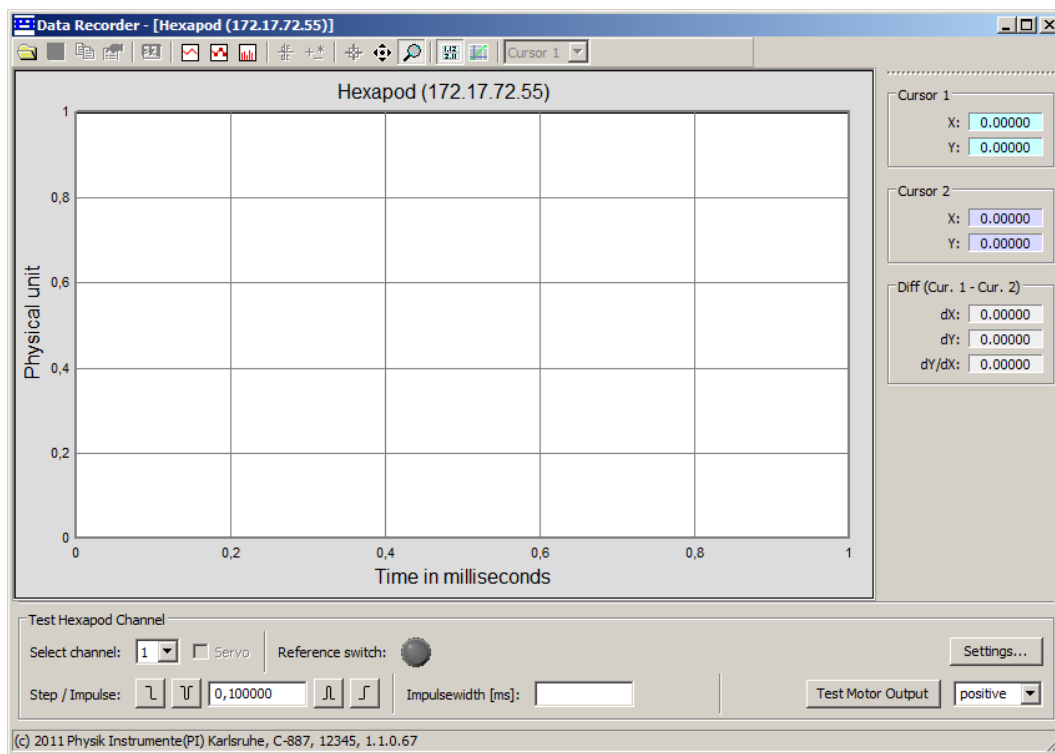 Data Recorder - [Hexapod (172.17.72.55)]
Cursor 1
Hexapod (172.17.72.55)
Physical unit
1
0,8
0,6
0,4
0,2
0
0
0,2
0,4
0,6
0,8
1
Time in milliseconds
Cursor 1
X: 0.00000
Y: 0.00000
Cursor 2
X: 0.00000
Y: 0.00000
Diff (Cur. 1 - Cur. 2)
dX: 0.00000
dY: 0.00000
dY/dX: 0.00000
Test Hexapod Channel
Select channel: 1 Servo Reference switch: Settings...
Step / Impulse: 0,100000 Impulsewidth [ms]: Test Motor Output positive
(c) 2011 Physik Instrumente(PI) Karlsruhe, C-887, 12345, 1.1.0.67